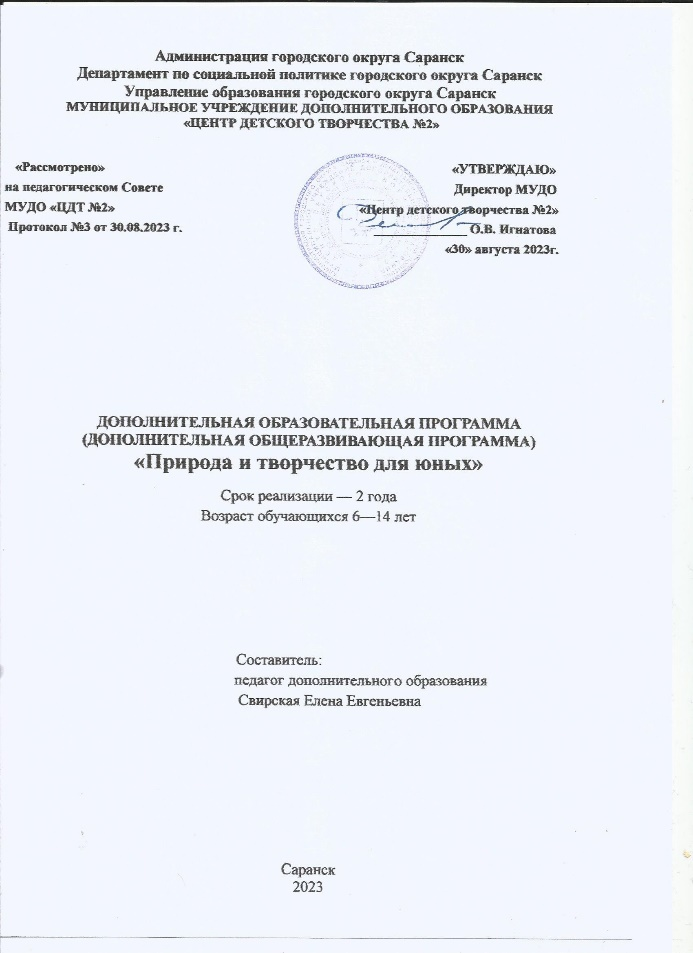 Администрация городского округа Саранск
Департамент по социальной политике городского округа Саранск
Управление образования городского округа Саранск
МУНИЦИПАЛЬНОЕ УЧРЕЖДЕНИЕ ДОПОЛНИТЕЛЬНОГО ОБРАЗОВАНИЯ
«ЦЕНТР ДЕТСКОГО ТВОРЧЕСТВА №2»
«Рассмотрено»
на педагогическом Совете
МУДО «ЦДТ №2»
Протокол №3 от 30.08.2023 г.
«УТВЕРЖДАЮ»
Директор МУДО
«Центр детского творчества №2»
_______________ О.В. Игнатова
«30» августа 2023г.
ДОПОЛНИТЕЛЬНАЯ ОБРАЗОВАТЕЛЬНАЯ ПРОГРАММА
(ДОПОЛНИТЕЛЬНАЯ ОБЩЕРАЗВИВАЮЩАЯ ПРОГРАММА)
«Природа и творчество для юных»
Срок реализации — 2 года
Возраст обучающихся 6—14 лет
Составитель:
педагог дополнительного образования
Свирская Елена Евгеньевна
Саранск
2023